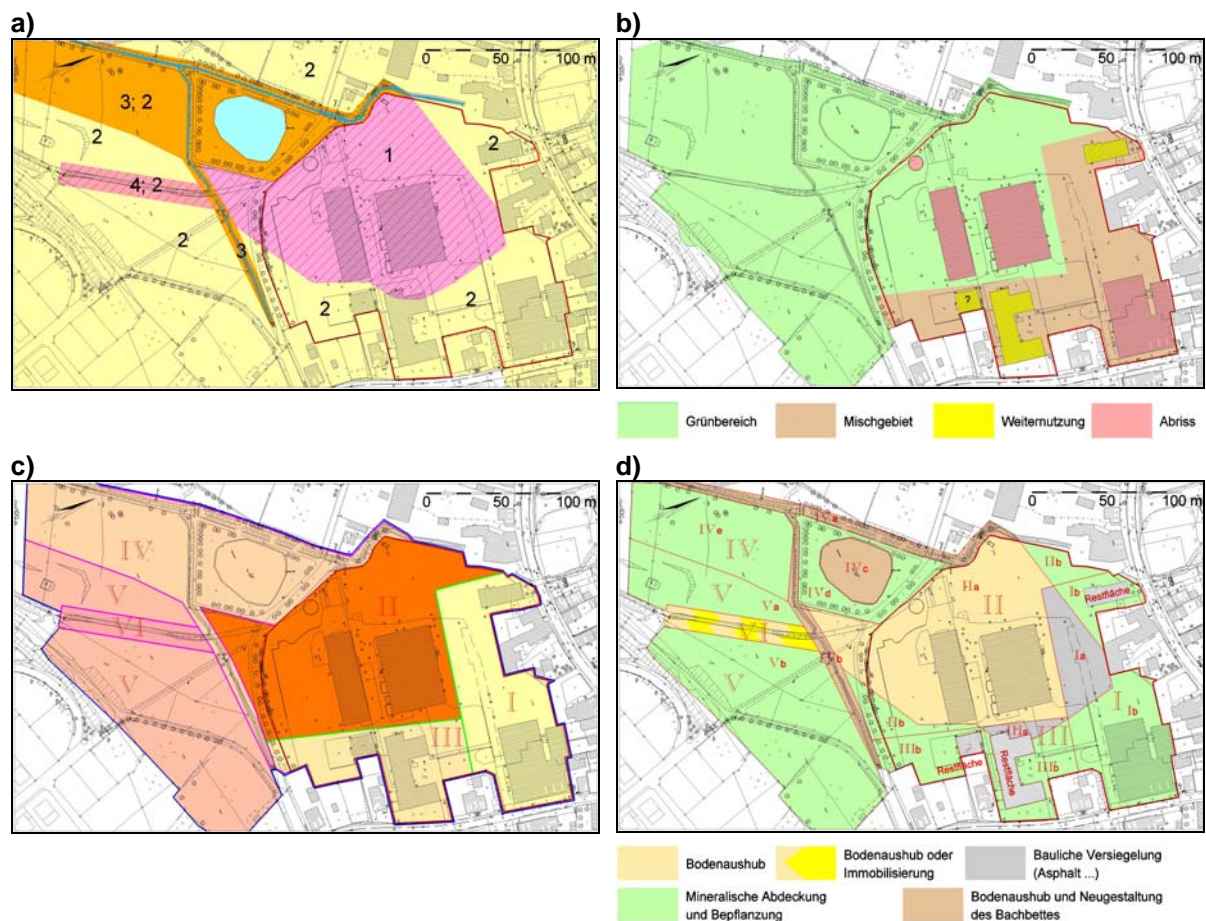 a)
b)
0 50 100 m
2
3; 2
2
1
2
4; 2
2
3
2
2
0 50 100 m
?
Grünbereich
Mischgebiet
Weiternutzung
Abriss
c)
d)
0 50 100 m
IV
II
V
VI
V
I
III
0 50 100 m
IVa
IVe
IV
IVc
IIb
IIa
Ib
Restfläche
V
Va
IVd
II
VI
Ia
Vb
V
IIb
I
Ib
IIIb
IIIa
III
Restfläche
Restfläche
IIIb
Bodenaushub
Bodenaushub oder
Immobilisierung
Bauliche Versiegelung
(Asphalt ...)
Mineralische Abdeckung
und Bepflanzung
Bodenaushub und Neugestaltung
des Bachbettes